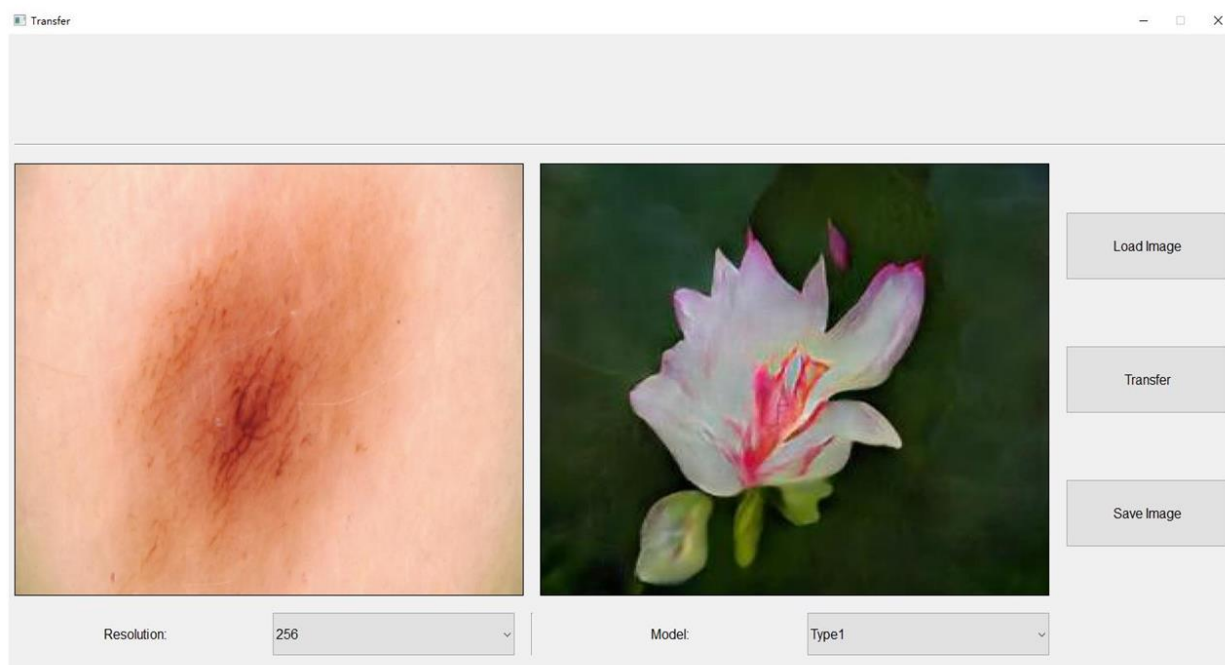 Transfer
Load Image
Transfer
Save Image
Resolution:
256
Model:
Type1